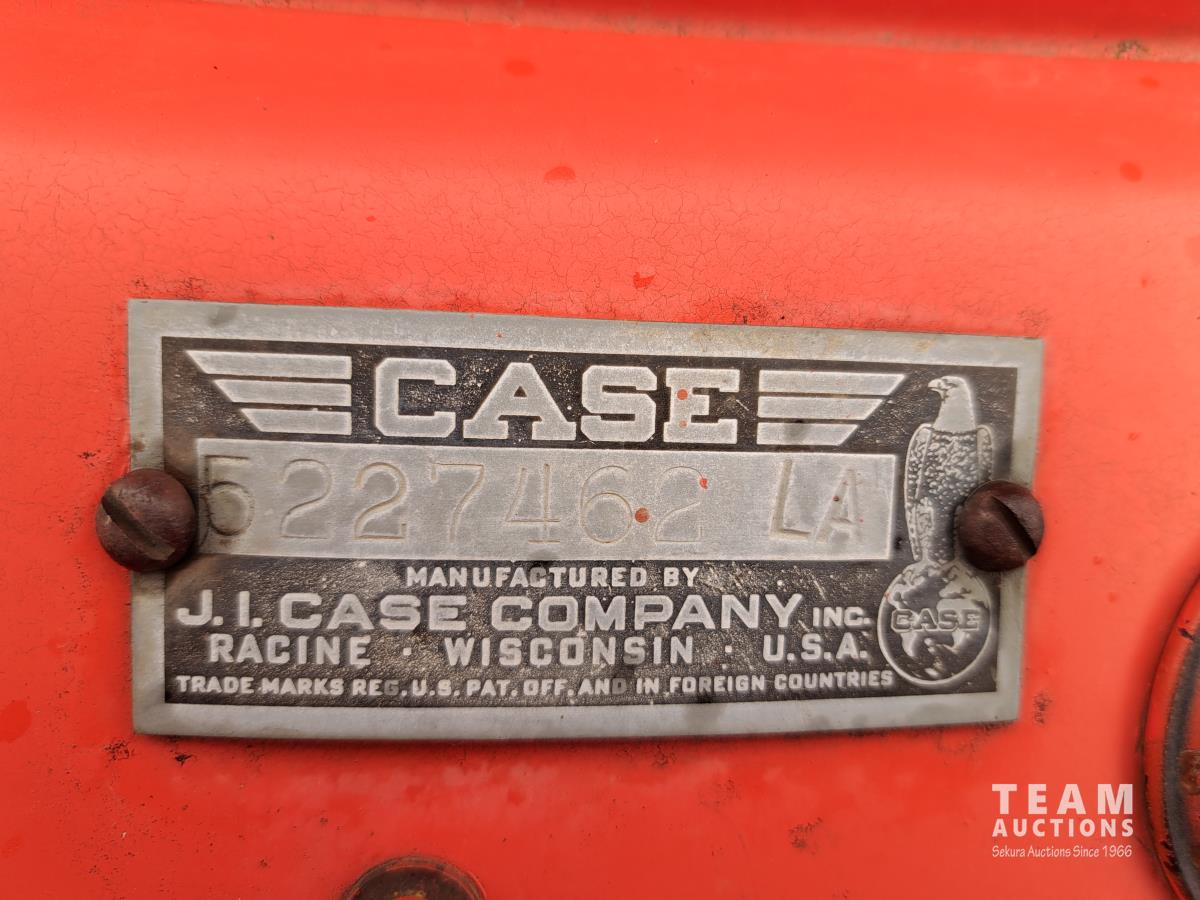 CASE
5227462 LA
MANUFACTURED BY
J.I. CASE COMPANY INC.
RACINE · WISCONSIN · U.S.A.
TRADE MARKS REG. U.S. PAT. OFF. AND IN FOREIGN COUNTRIES
CASE
TEAM
AUCTIONS
Sekura Auctions Since 1966